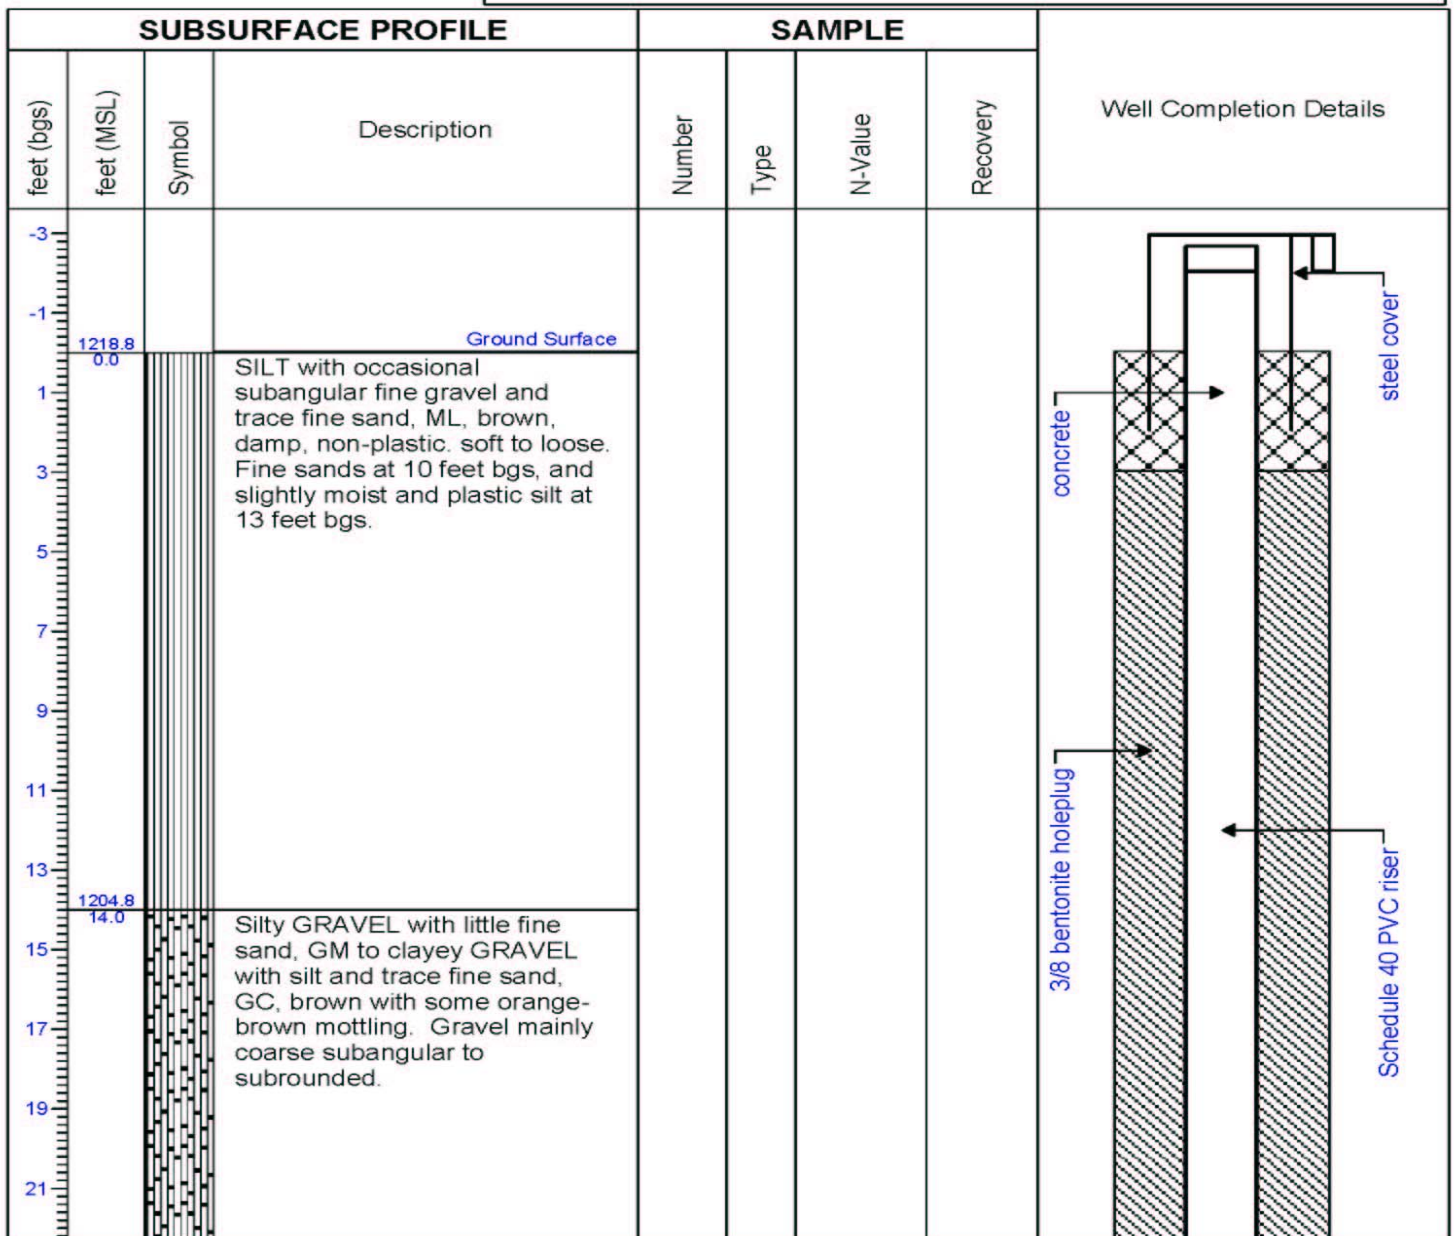 SUBSURFACE PROFILE
SAMPLE
feet (bgs)
feet (MSL)
Symbol
Description
Number
Type
N-Value
Recovery
Well Completion Details
-3
-1
1218.8
0.0
Ground Surface
SILT with occasional
subangular fine gravel and
trace fine sand, ML, brown,
damp, non-plastic. soft to loose.
Fine sands at 10 feet bgs, and
slightly moist and plastic silt at
13 feet bgs.
1
3
5
7
9
11
13
1204.8
14.0
Silty GRAVEL with little fine
sand, GM to clayey GRAVEL
with silt and trace fine sand,
GC, brown with some orange-
brown mottling. Gravel mainly
coarse subangular to
subrounded.
15
17
19
21
steel cover
concrete
3/8 bentonite holeplug
Schedule 40 PVC riser